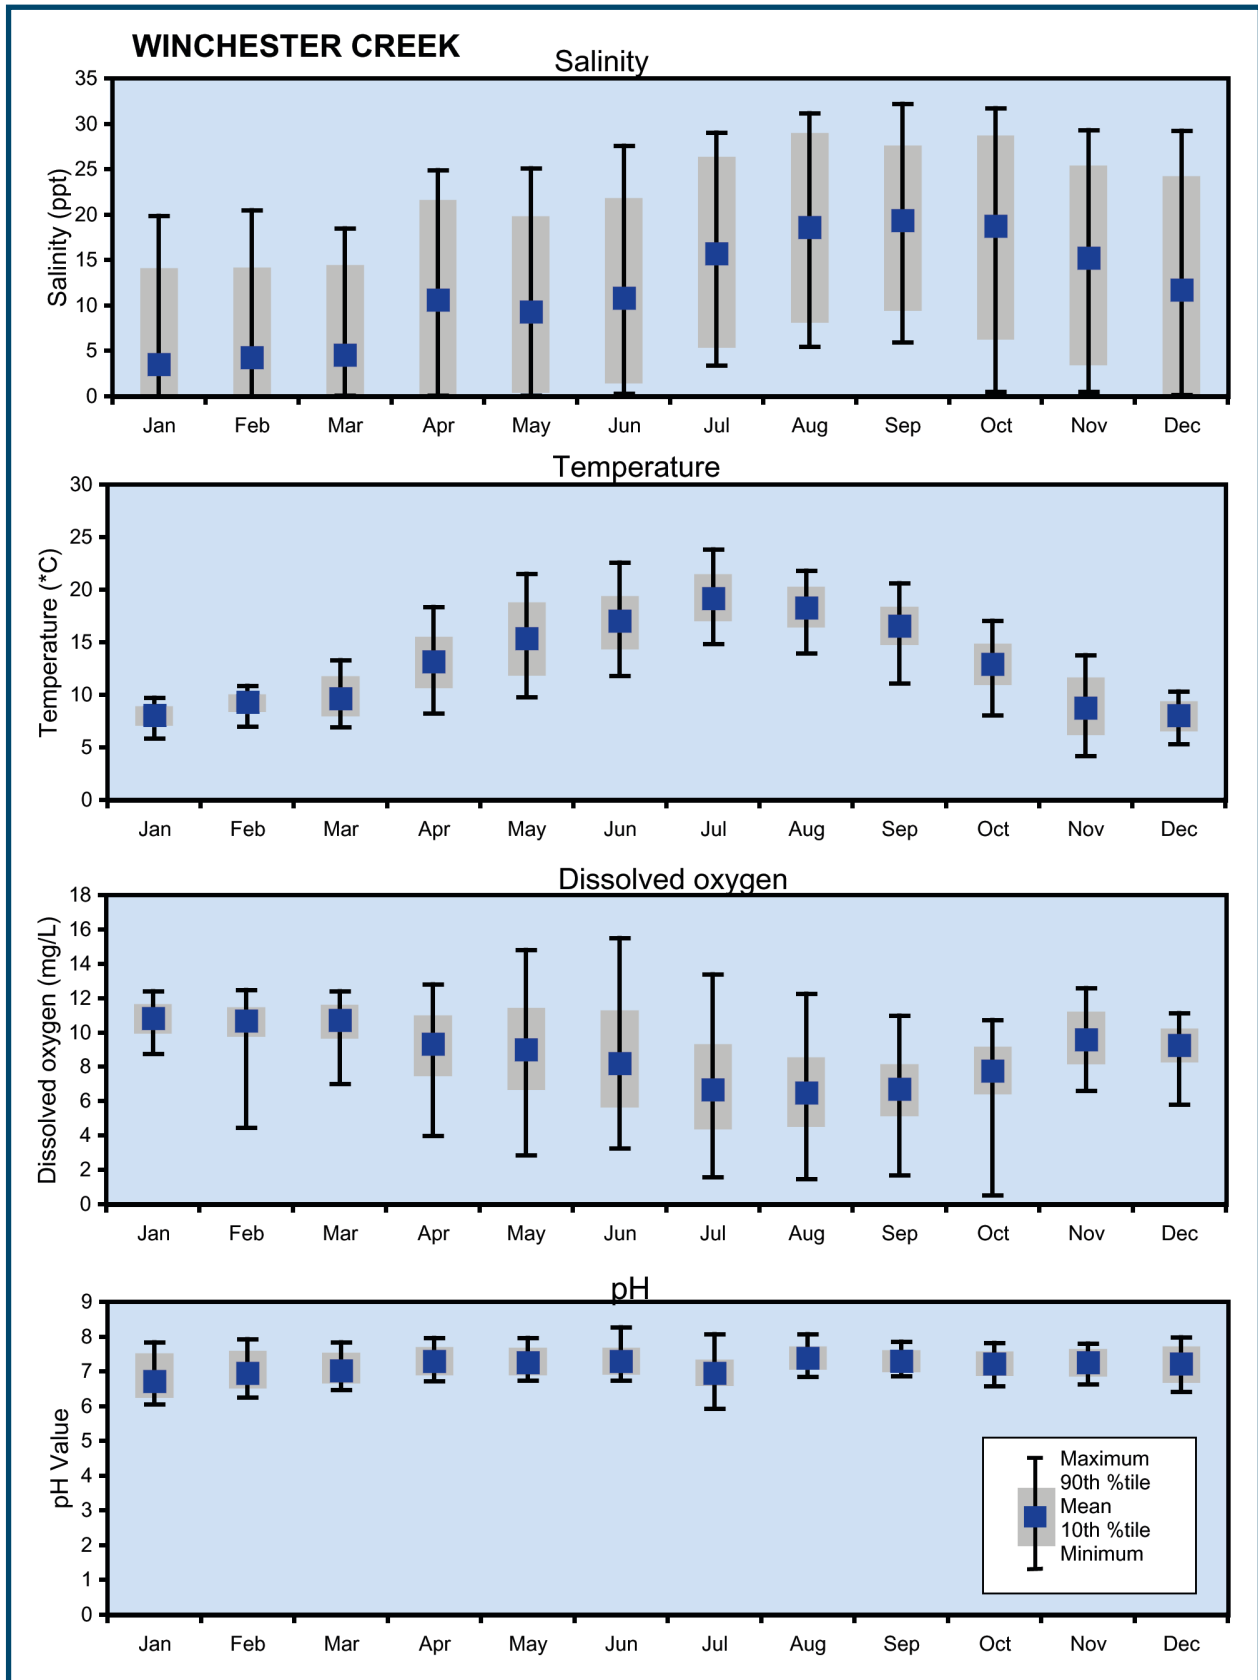 WINCHESTER CREEK
Salinity
Salinity (ppt)
35
30
25
20
15
10
5
0
Jan Feb Mar Apr May Jun Jul Aug Sep Oct Nov Dec
Temperature
Temperature (*C)
30
25
20
15
10
5
0
Jan Feb Mar Apr May Jun Jul Aug Sep Oct Nov Dec
Dissolved oxygen
Dissolved oxygen (mg/L)
18
16
14
12
10
8
6
4
2
0
Jan Feb Mar Apr May Jun Jul Aug Sep Oct Nov Dec
pH
pH Value
9
8
7
6
5
4
3
2
1
0
Maximum
90th %tile
Mean
10th %tile
Minimum
Jan Feb Mar Apr May Jun Jul Aug Sep Oct Nov Dec